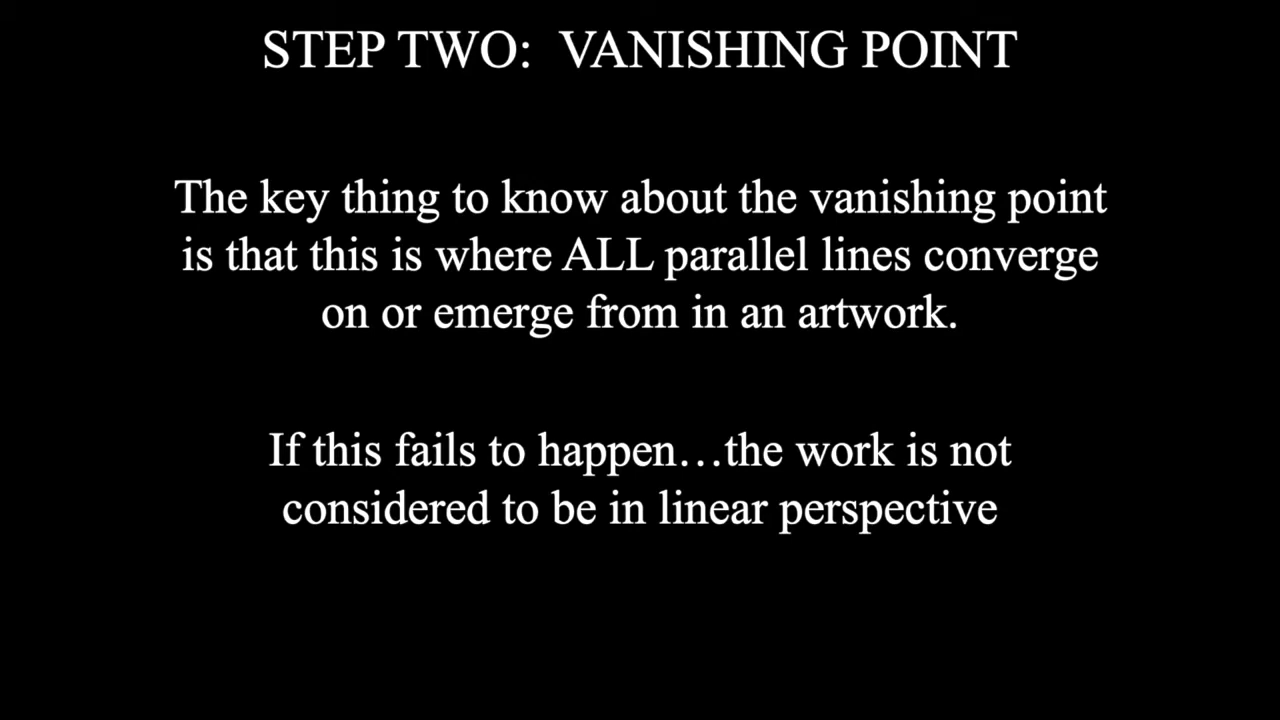 STEP TWO:  VANISHING POINT
The key thing to know about the vanishing point
is that this is where ALL parallel lines converge
on or emerge from in an artwork.
If this fails to happen…the work is not
considered to be in linear perspective